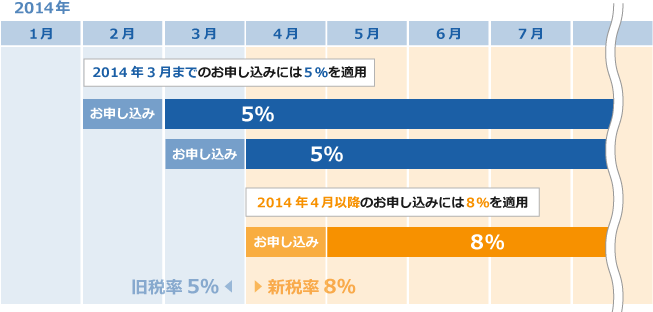 2014年
1月 2月 3月 4月 5月 6月 7月
2014年3月までのお申し込みには5%を適用
お申し込み 5%
お申し込み 5%
2014年4月以降のお申し込みには8%を適用
お申し込み 8%
旧税率5% 新税率8%